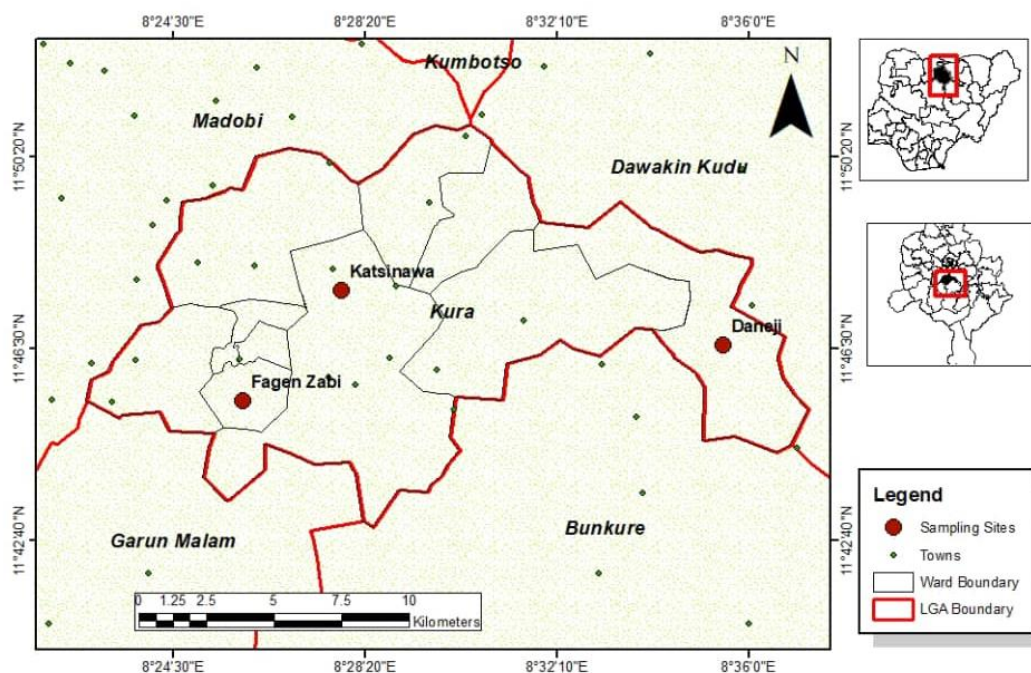 8°24'30"E
8°28'20"E
8°32'10"E
8°36'0"E
11°50'20"N
11°46'30"N
11°42'40"N
11°50'20"N
11°46'30"N
11°42'40"N
N
Kumbotso
Madobi
Dawakin Kudu
Katsinawa
Kura
Daneji
Fagen Zabi
Garun Malam
Bunkure
0 1.25 2.5 5 7.5 10
Kilometers
8°24'30"E
8°28'20"E
8°32'10"E
8°36'0"E
Legend
Sampling Sites
Towns
Ward Boundary
LGA Boundary